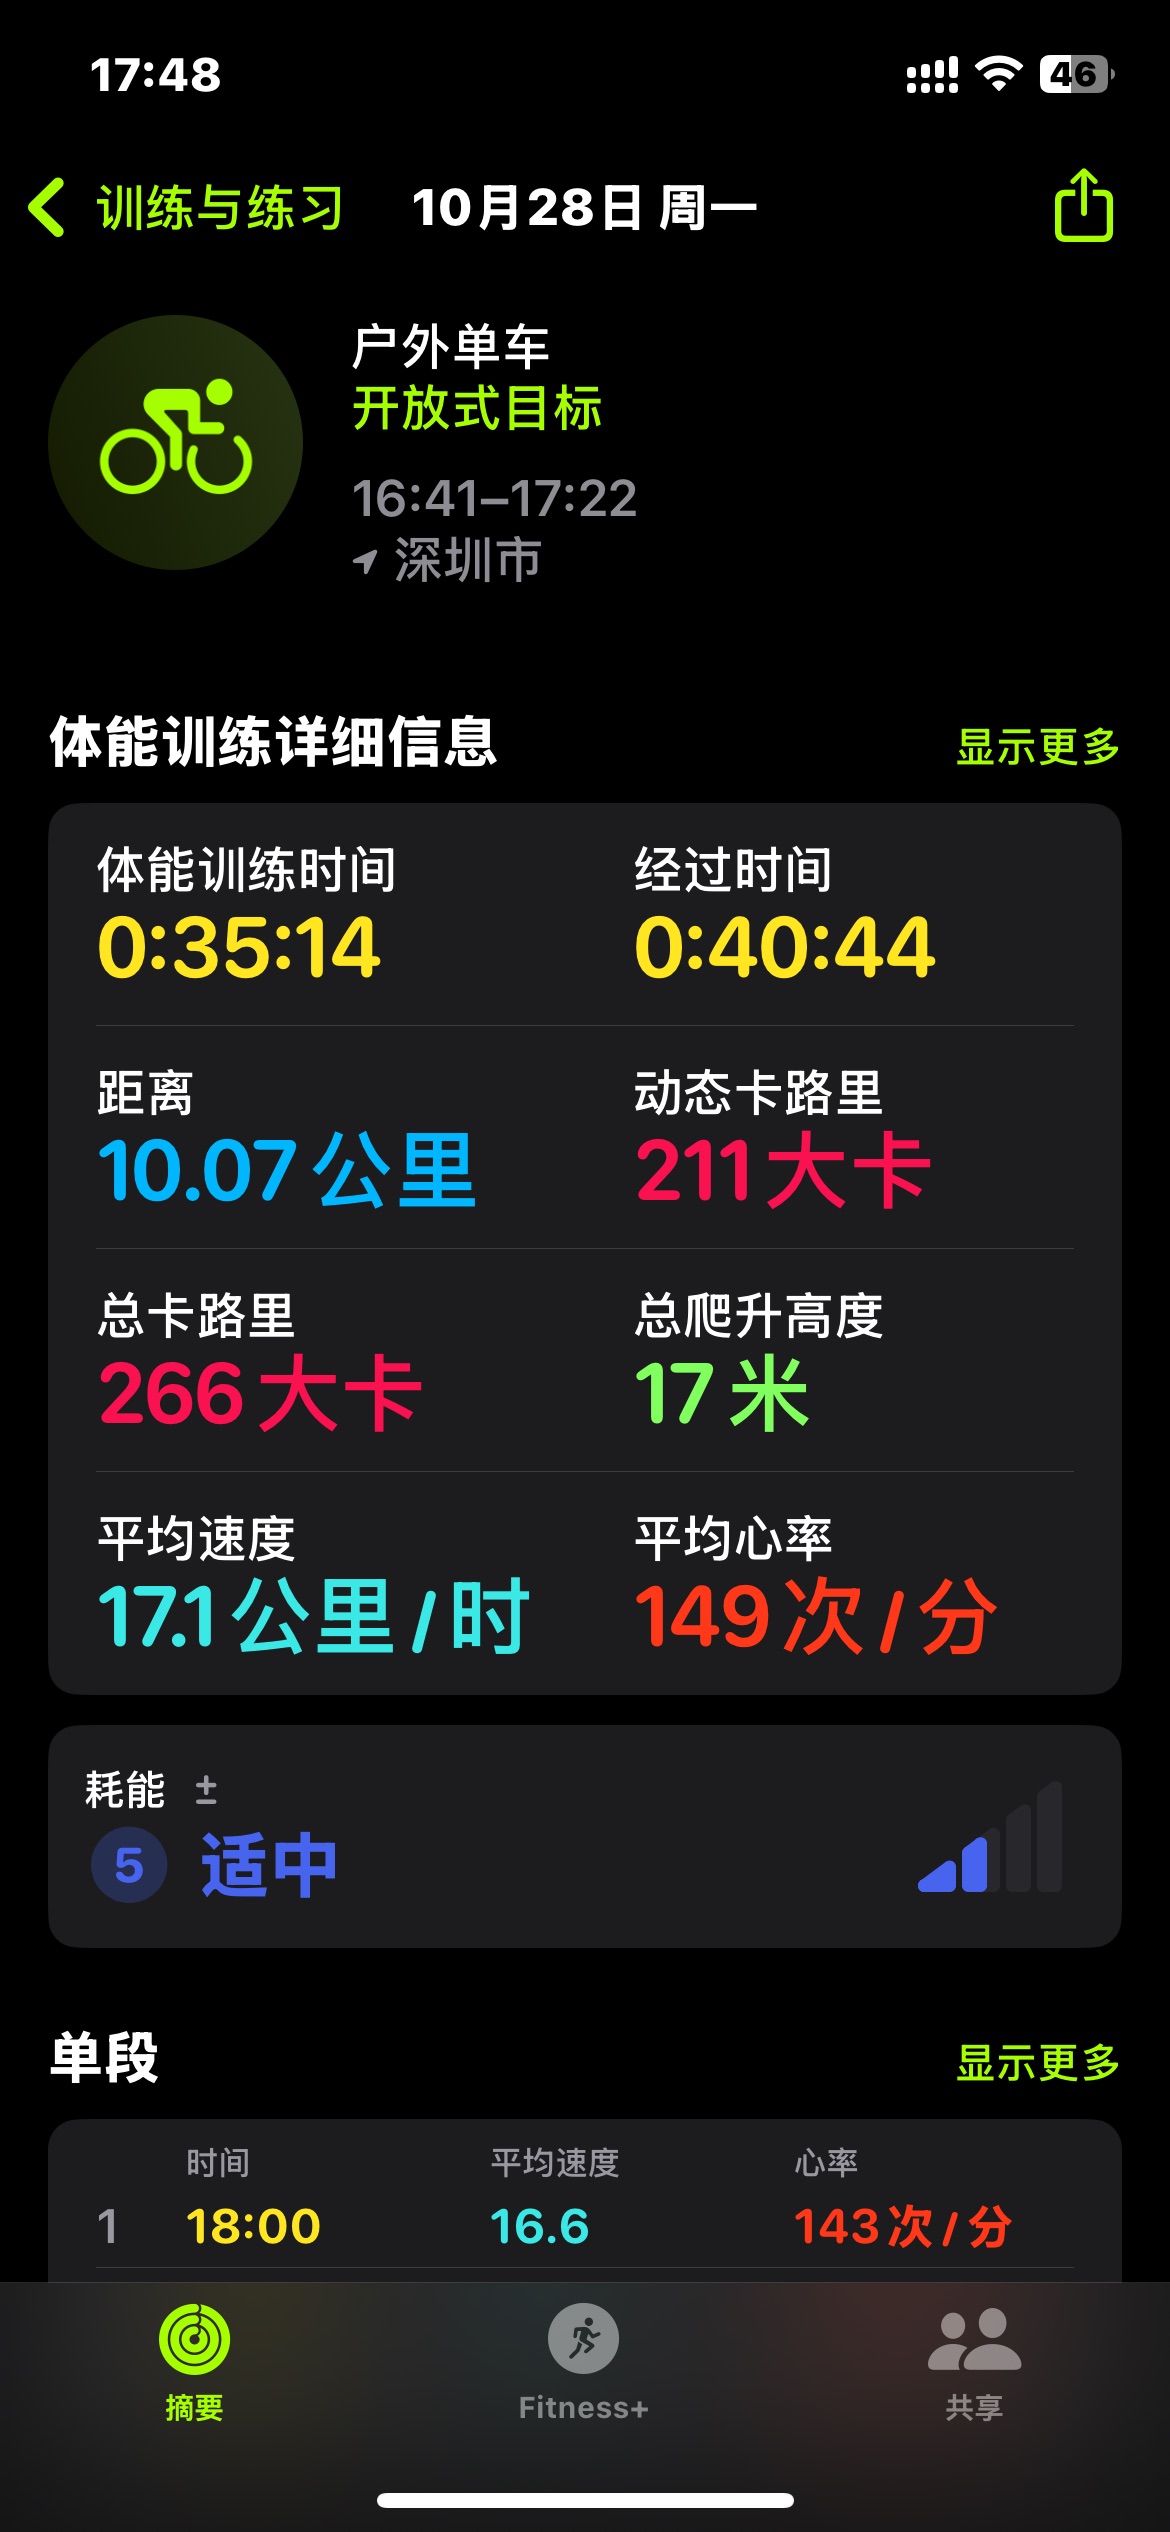 17:48
46
训练与练习
10月28日 周一
户外单车
开放式目标
16:41–17:22
深圳市
体能训练详细信息
显示更多
体能训练时间
经过时间
0:35:14
0:40:44
距离
动态卡路里
10.07公里
211大卡
总卡路里
总爬升高度
266大卡
17米
平均速度
平均心率
17.1公里/时
149次/分
耗能 ±
5 适中
单段
显示更多
时间
平均速度
心率
1
18:00
16.6
143次/分
摘要
Fitness+
共享